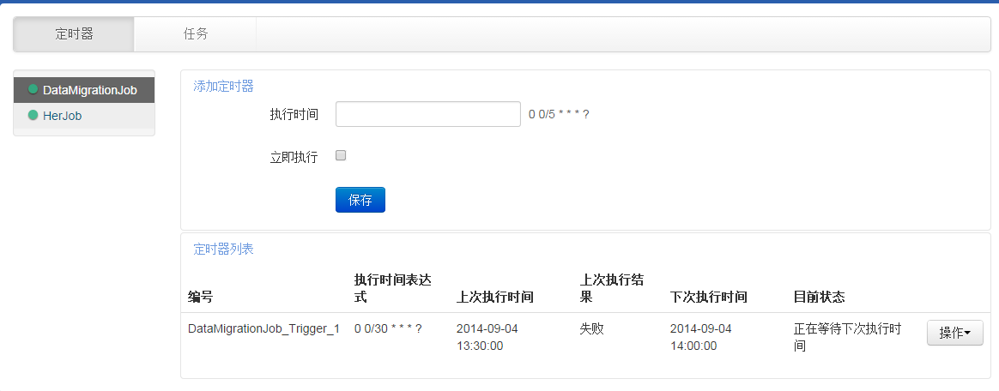 定时器
任务
DataMigrationJob
HerJob
添加定时器
执行时间
0 0/5 * * * ?
立即执行
保存
定时器列表
编号
执行时间表达
式
上次执行时间
上次执行结
果
下次执行时间
目前状态
DataMigrationJob_Trigger_1
0 0/30 * * * ?
2014-09-04
13:30:00
失败
2014-09-04
14:00:00
正在等待下次执行时
间
操作